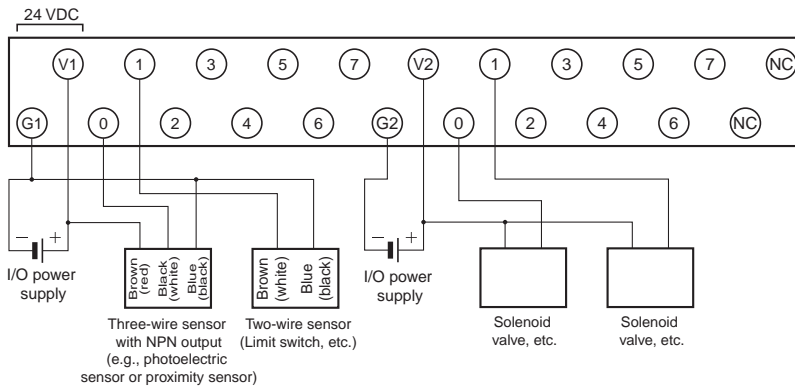 24 VDC
V1 1 3 5 7 V2 1 3 5 7 NC
G1 0 2 4 6 G2 0 2 4 6 NC
− +
I/O power
supply
Brown
(red)
Black
(white)
Blue
(black)
Three-wire sensor
with NPN output
(e.g., photoelectric
sensor or proximity sensor)
Brown
(white)
Blue
(black)
Two-wire sensor
(Limit switch, etc.)
− +
I/O power
supply
Solenoid
valve, etc.
Solenoid
valve, etc.